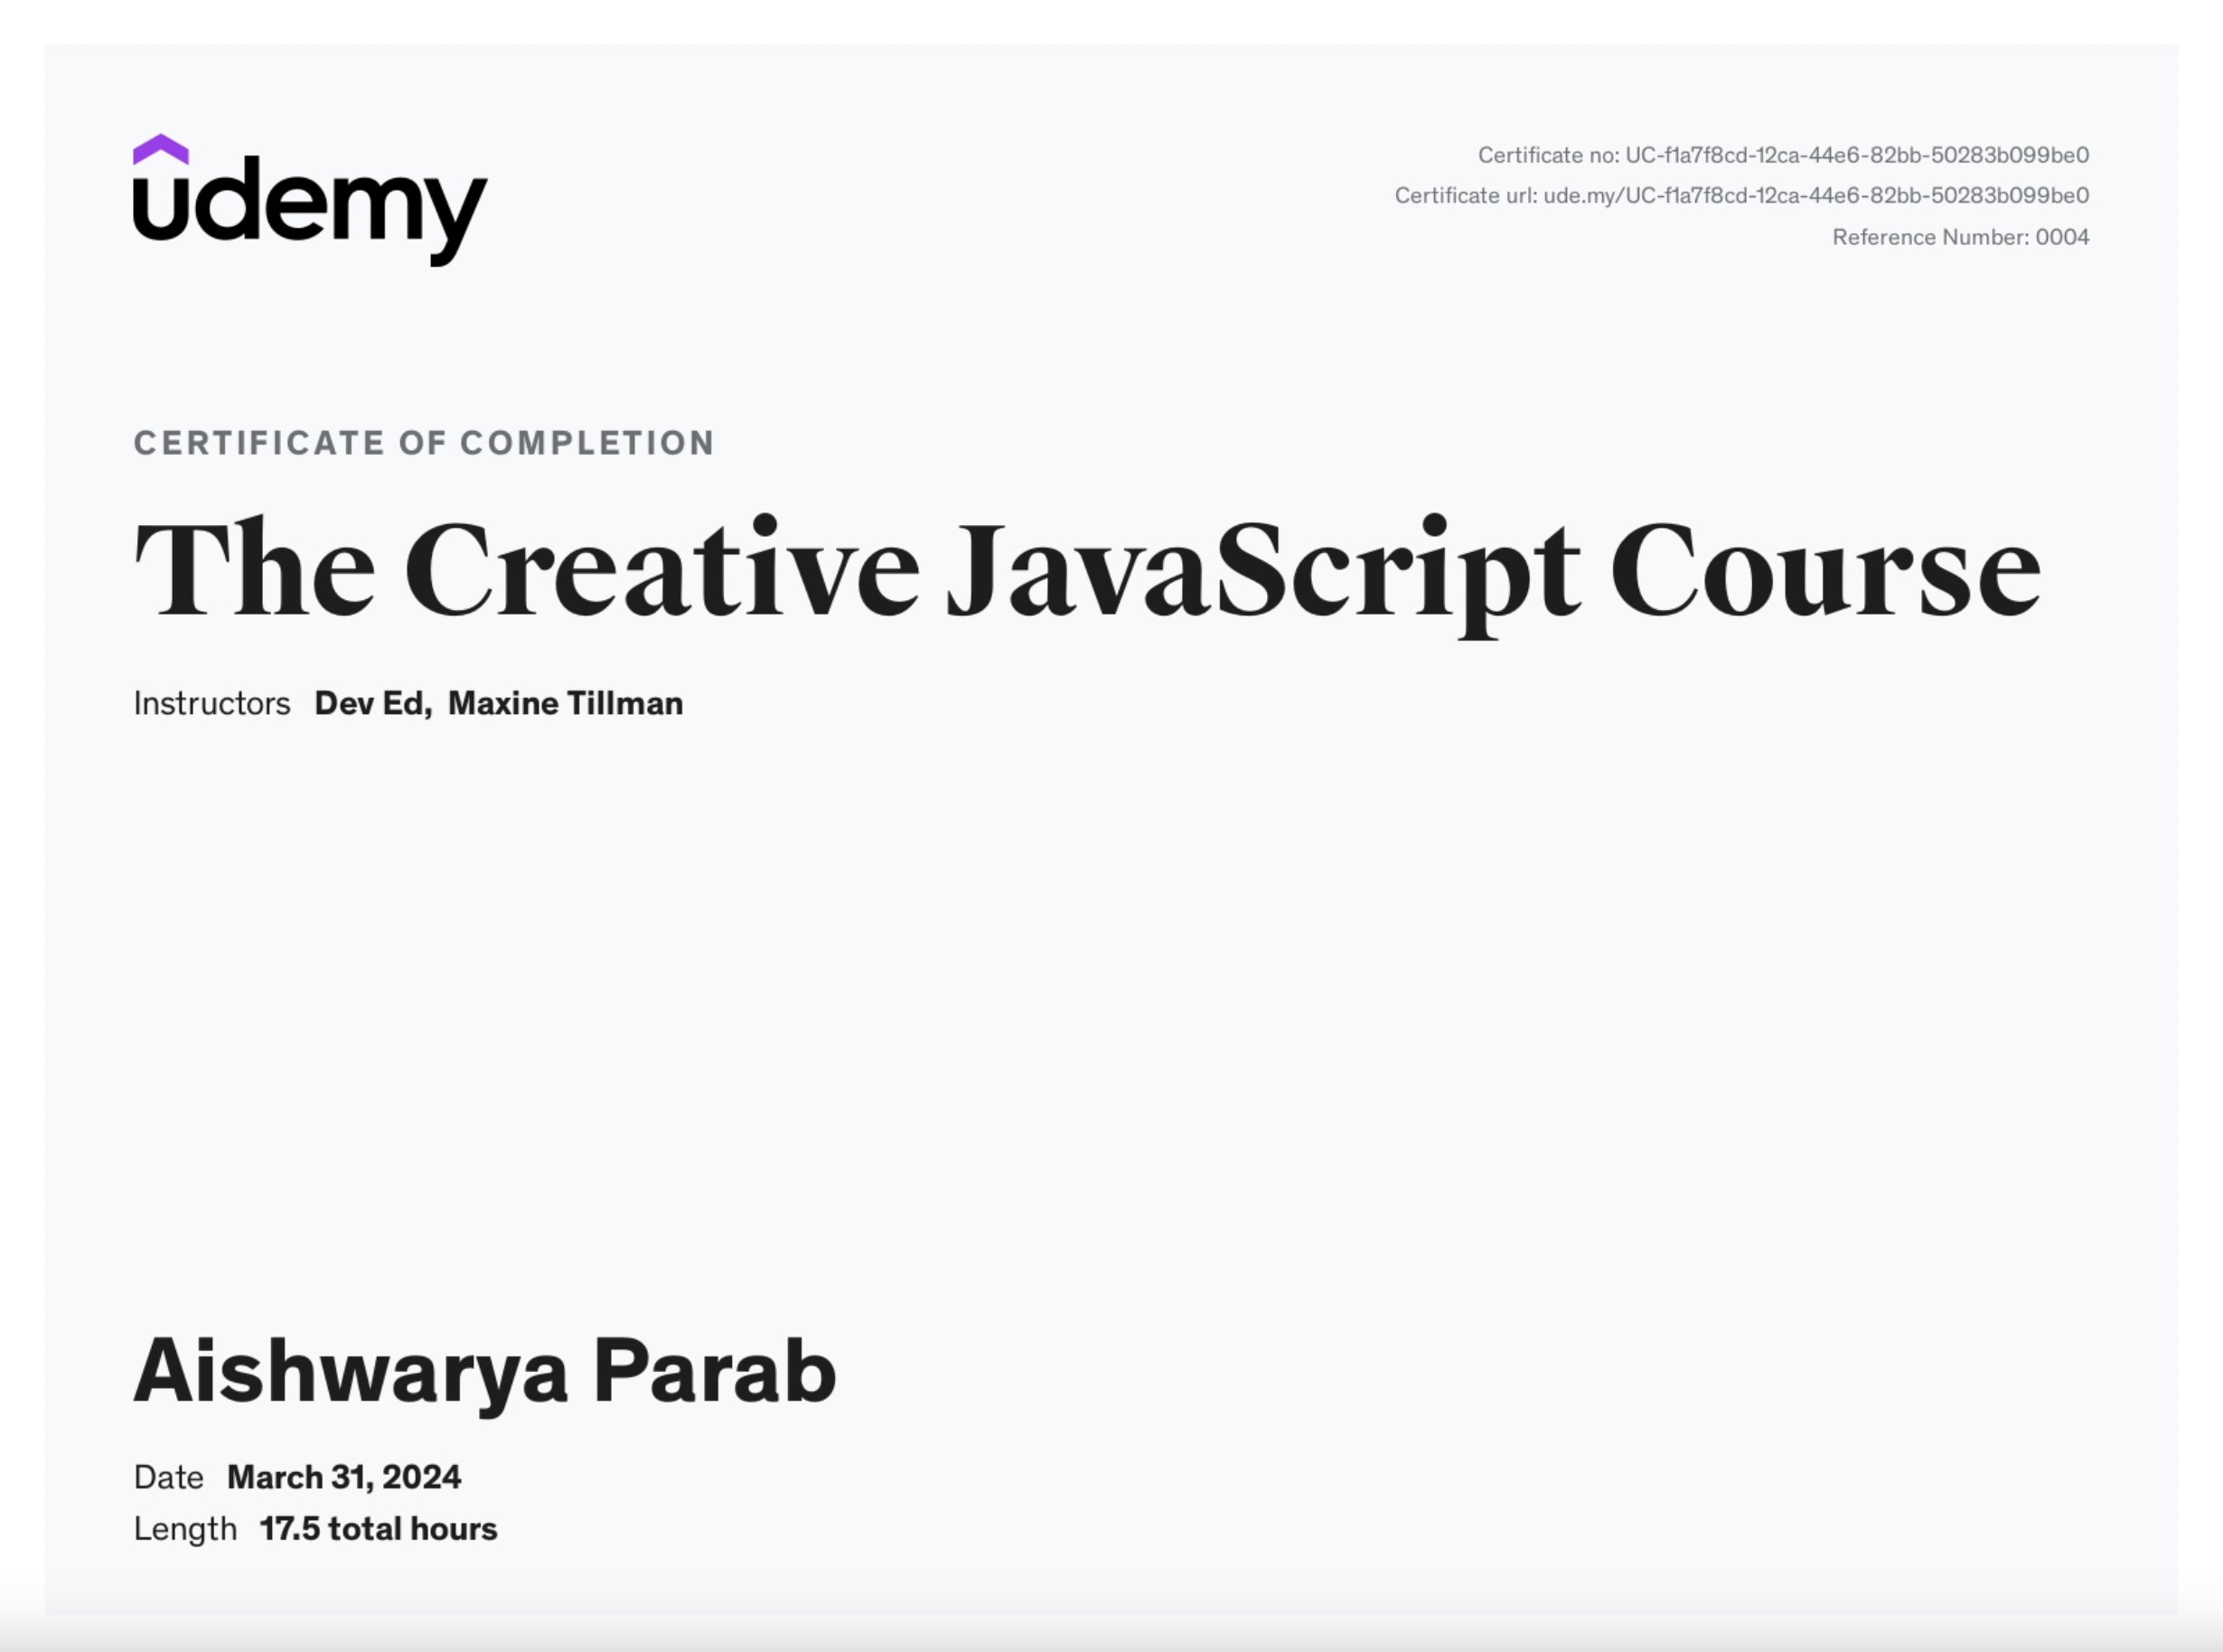 udemy
Certificate no: UC-f1a7f8cd-12ca-44e6-82bb-50283b099be0
Certificate url: ude.my/UC-f1a7f8cd-12ca-44e6-82bb-50283b099be0
Reference Number: 0004
CERTIFICATE OF COMPLETION
The Creative JavaScript Course
Instructors Dev Ed, Maxine Tillman
Aishwarya Parab
Date March 31, 2024
Length 17.5 total hours